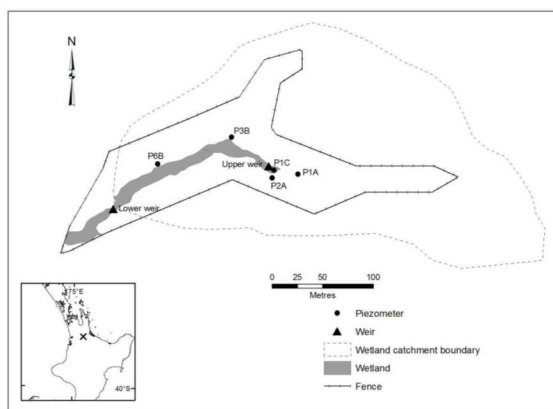 N
P3B
P6B
Upper weir
P1C
P1A
P2A
Lower weir
0 25 50 100
Metres
Piezometer
Weir
Wetland catchment boundary
Wetland
Fence
175°E
40°S